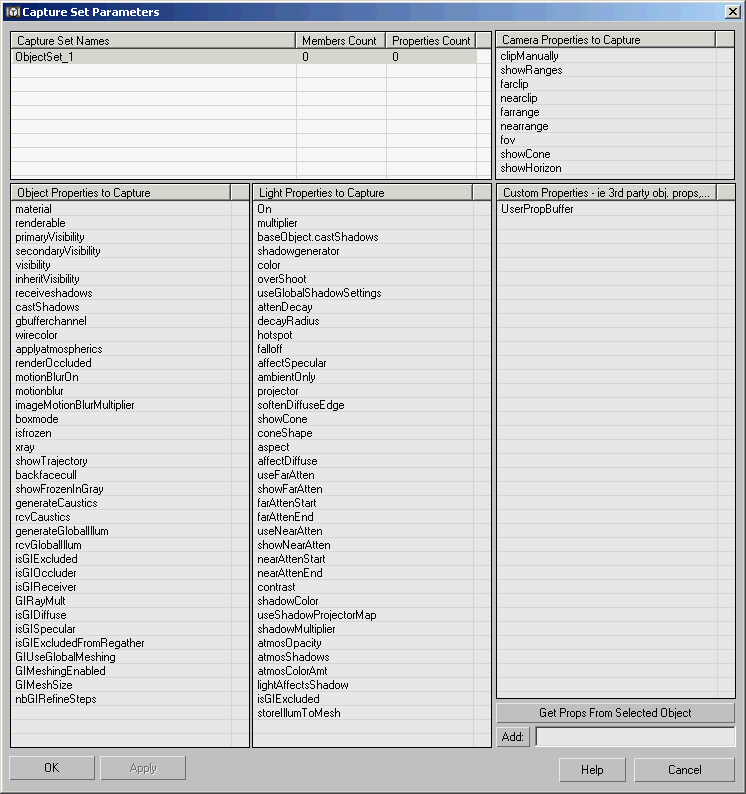 Capture Set Parameters
Capture Set Names Members Count Properties Count
ObjectSet_1 0 0
Camera Properties to Capture
clipManually
showRanges
farclip
nearclip
farrange
nearrange
fov
showCone
showHorizon
Object Properties to Capture
material
renderable
primaryVisibility
secondaryVisibility
visibility
inheritVisibility
receiveshadows
castShadows
gbufferchannel
wirecolor
applyatmospherics
renderOccluded
motionBlurOn
motionblur
imageMotionBlurMultiplier
boxmode
isfrozen
xray
showTrajectory
backfacecull
showFrozenInGray
generateCaustics
rcvCaustics
generateGlobalIllum
rcvGlobalIllum
isGIExcluded
isGIOccluder
isGIReceiver
GIRayMult
isGIDiffuse
isGISpecular
isGIExcludedFromRegather
GIUseGlobalMeshing
GIMeshingEnabled
GIMeshSize
nbGIRefineSteps
Light Properties to Capture
On
multiplier
baseObject.castShadows
shadowgenerator
color
overShoot
useGlobalShadowSettings
attenDecay
decayRadius
hotspot
falloff
affectSpecular
ambientOnly
projector
softenDiffuseEdge
showCone
coneShape
aspect
affectDiffuse
useFarAtten
showFarAtten
farAttenStart
farAttenEnd
useNearAtten
showNearAtten
nearAttenStart
nearAttenEnd
contrast
shadowColor
useShadowProjectorMap
shadowMultiplier
atmosOpacity
atmosShadows
atmosColorAmt
lightAffectsShadow
isGIExcluded
storeIllumToMesh
Custom Properties - ie 3rd party obj. props,...
UserPropBuffer
Get Props From Selected Object
Add:
OK
Apply
Help
Cancel